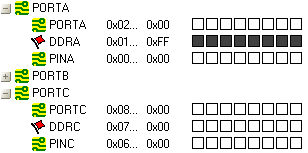 PORTA
PORTA 0x02... 0x00
DDRA 0x01... 0xFF
PINA 0x00... 0x00
PORTB
PORTC
PORTC 0x08... 0x00
DDRC 0x07... 0x00
PINC 0x06... 0x00